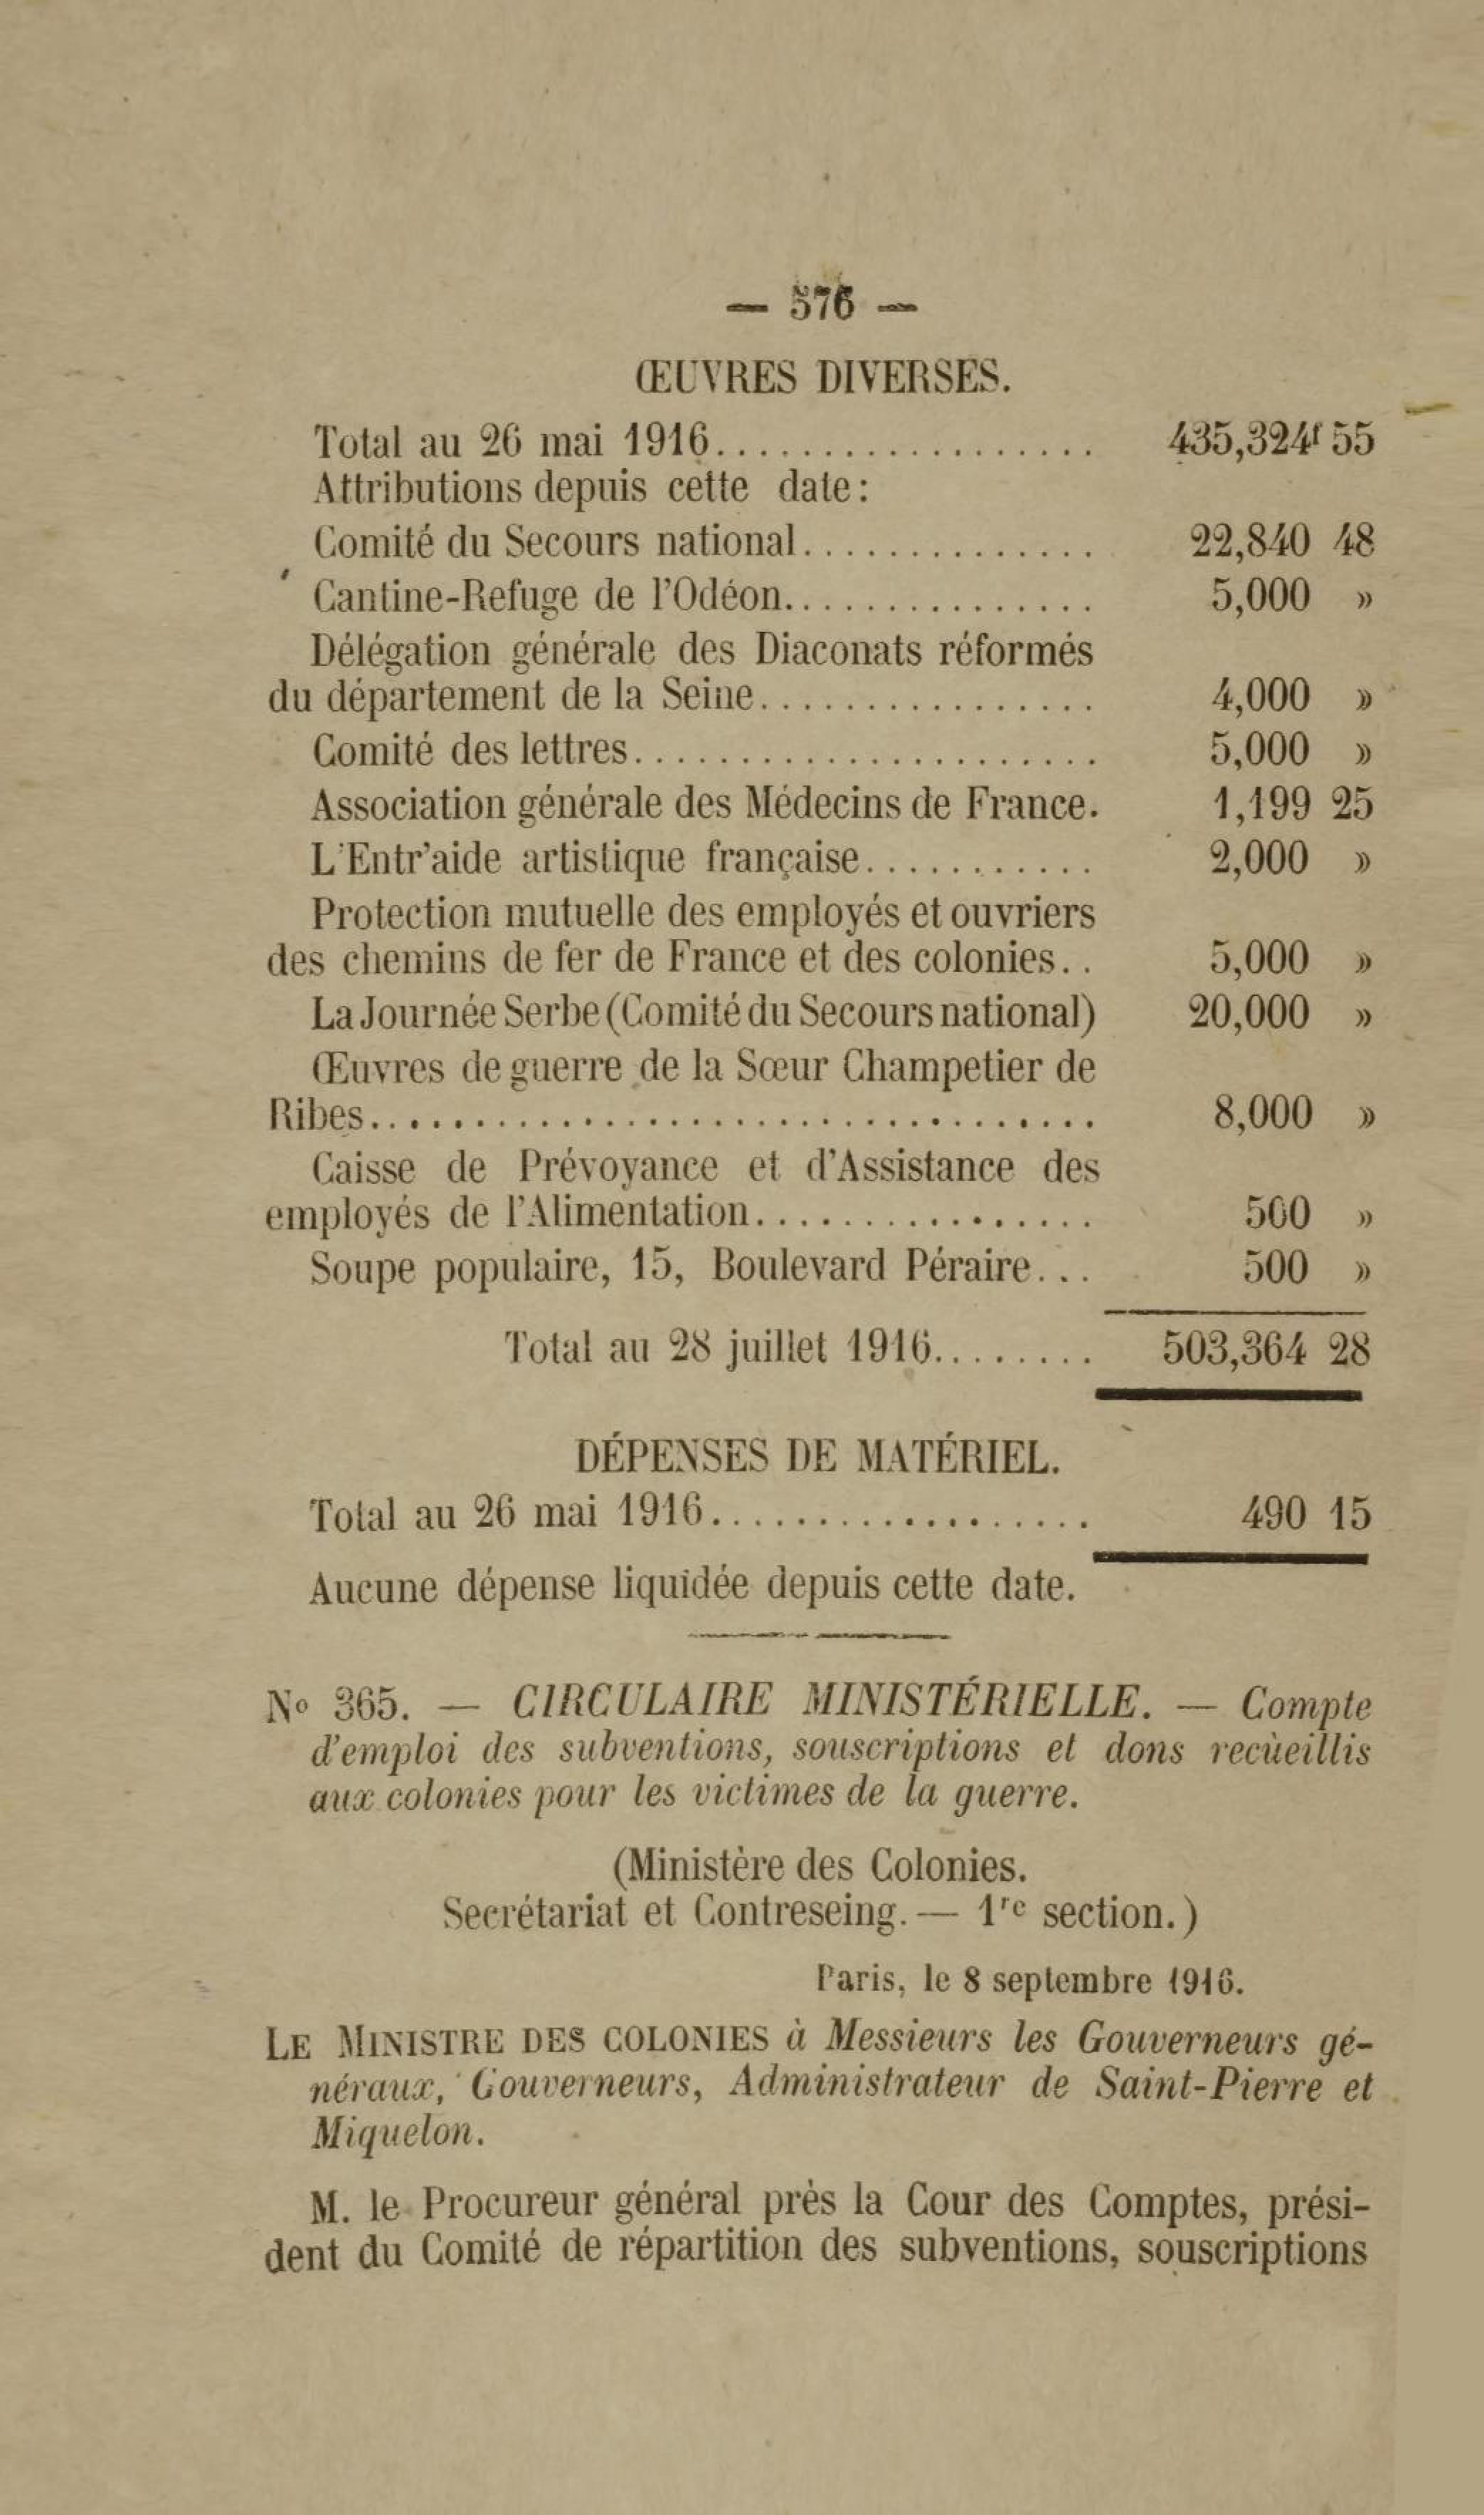 — 576 —
ŒUVRES DIVERSES.
Total au 26 mai 1916................... 435,324f 55
Attributions depuis cette date :
Comité du Secours national.............. 22,840 48
Cantine-Refuge de l'Odéon............... 5,000 »
Délégation générale des Diaconats réformés
du département de la Seine................ 4,000 »
Comité des lettres...................... 5,000 »
Association générale des Médecins de France. 1,199 25
L'Entr'aide artistique française........... 2,000 »
Protection mutuelle des employés et ouvriers
des chemins de fer de France et des colonies.. 5,000 »
La Journée Serbe (Comité du Secours national) 20,000 »
Œuvres de guerre de la Sœur Champetier de
Ribes.................................. 8,000 »
Caisse de Prévoyance et d'Assistance des
employés de l'Alimentation................ 500 »
Soupe populaire, 15, Boulevard Péraire... 500 »
Total au 28 juillet 1916........ 503,364 28
DÉPENSES DE MATÉRIEL.
Total au 26 mai 1916.................. 490 15
Aucune dépense liquidée depuis cette date.
No 365. — CIRCULAIRE MINISTÉRIELLE. — Compte
d'emploi des subventions, souscriptions et dons recùeillis
aux colonies pour les victimes de la guerre.
(Ministère des Colonies.
Secrétariat et Contreseing. — 1re section.)
Paris, le 8 septembre 1916.
LE MINISTRE DES COLONIES à Messieurs les Gouverneurs gé-
néraux, Gouverneurs, Administrateur de Saint-Pierre et
Miquelon.
M. le Procureur général près la Cour des Comptes, prési-
dent du Comité de répartition des subventions, souscriptions